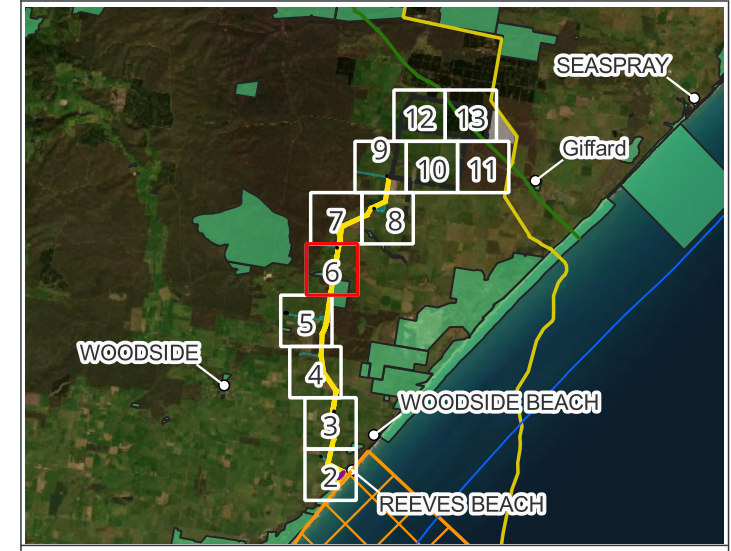 SEASPRAY
12
13
Giffard
9
10
11
7
8
6
5
WOODSIDE
4
WOODSIDE BEACH
3
2
REEVES BEACH